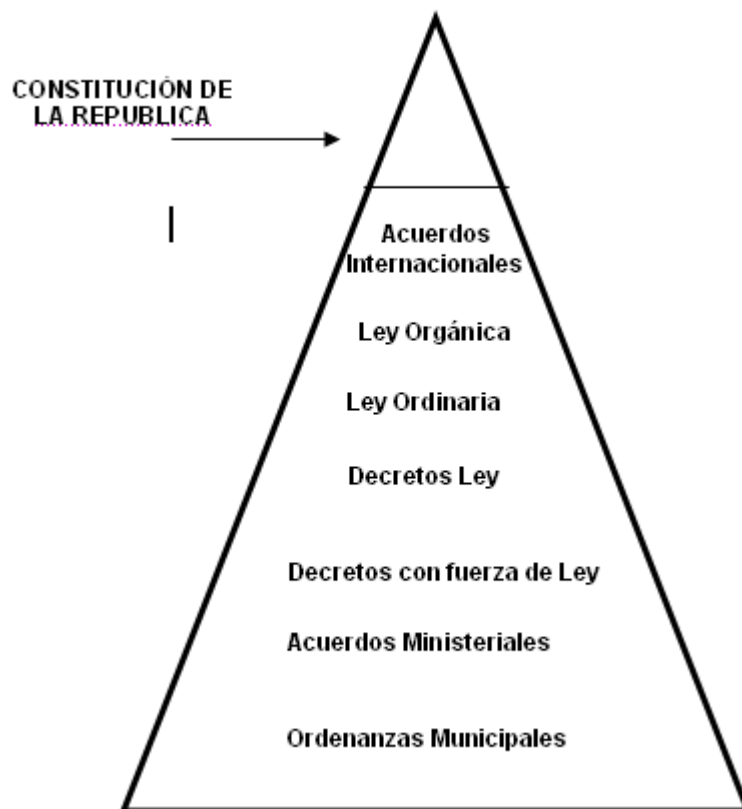 CONSTITUCIÓN DE
LA REPUBLICA
Acuerdos
Internacionales
Ley Orgánica
Ley Ordinaria
Decretos Ley
Decretos con fuerza de Ley
Acuerdos Ministeriales
Ordenanzas Municipales